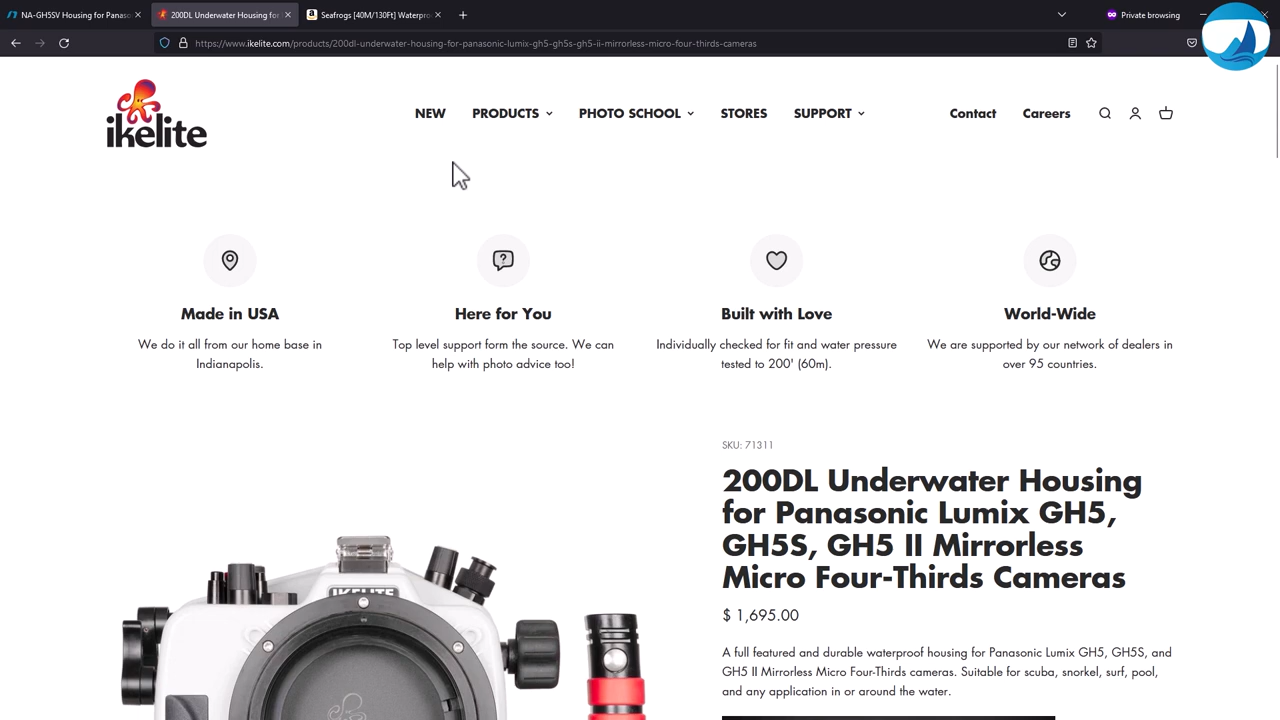 NA-GH5SV Housing for Panaso
200DL Underwater Housing for
Seafrogs [40M/130Ft] Waterpro
Private browsing
https://www.ikelite.com/products/200dl-underwater-housing-for-panasonic-lumix-gh5-gh5s-gh5-ii-mirrorless-micro-four-thirds-cameras
ikelite
NEW
PRODUCTS
PHOTO SCHOOL
STORES
SUPPORT
Contact
Careers
Made in USA
We do it all from our home base in
Indianapolis.
Here for You
Top level support form the source. We can
help with photo advice too!
Built with Love
Individually checked for fit and water pressure
tested to 200' (60m).
World-Wide
We are supported by our network of dealers in
over 95 countries.
SKU: 71311
200DL Underwater Housing
for Panasonic Lumix GH5,
GH5S, GH5 II Mirrorless
Micro Four-Thirds Cameras
$ 1,695.00
A full featured and durable waterproof housing for Panasonic Lumix GH5, GH5S, and
GH5 II Mirrorless Micro Four-Thirds cameras. Suitable for scuba, snorkel, surf, pool,
and any application in or around the water.
IKELITE